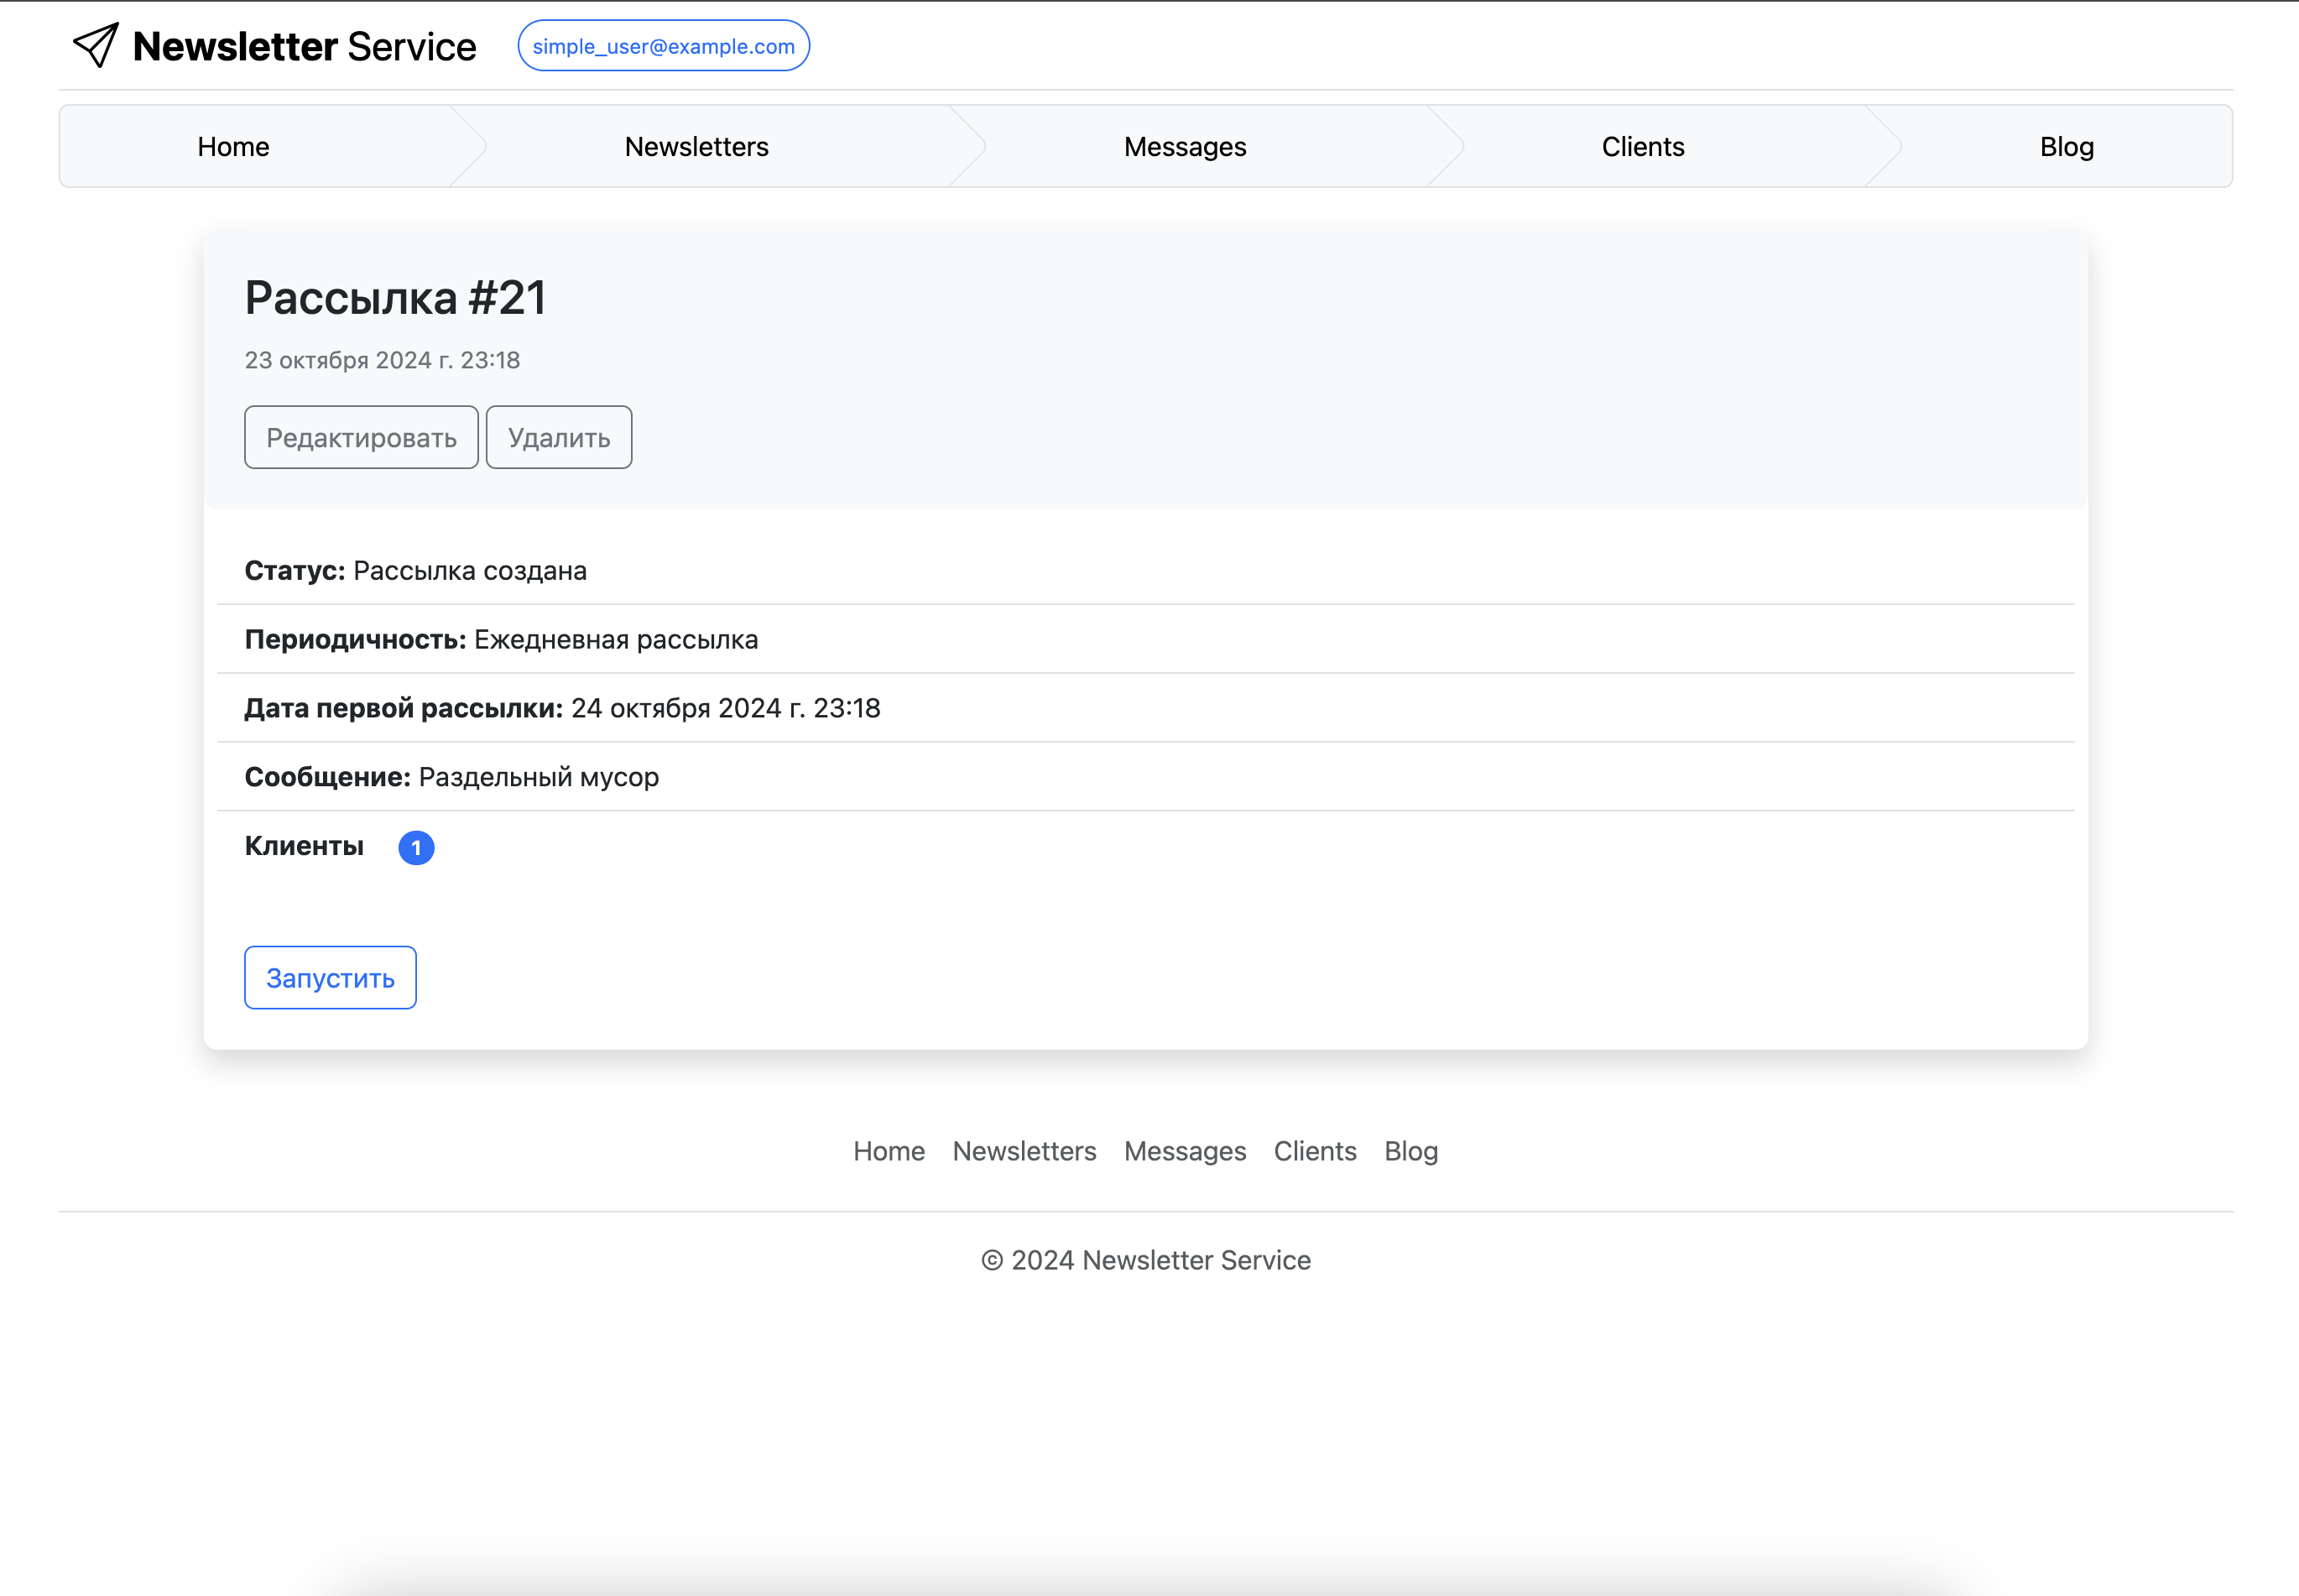 Newsletter Service
simple_user@example.com
Home
Newsletters
Messages
Clients
Blog
Рассылка #21
23 октября 2024 г. 23:18
Редактировать
Удалить
Статус: Рассылка создана
Периодичность: Ежедневная рассылка
Дата первой рассылки: 24 октября 2024 г. 23:18
Сообщение: Раздельный мусор
Клиенты 1
Запустить
Home Newsletters Messages Clients Blog
© 2024 Newsletter Service